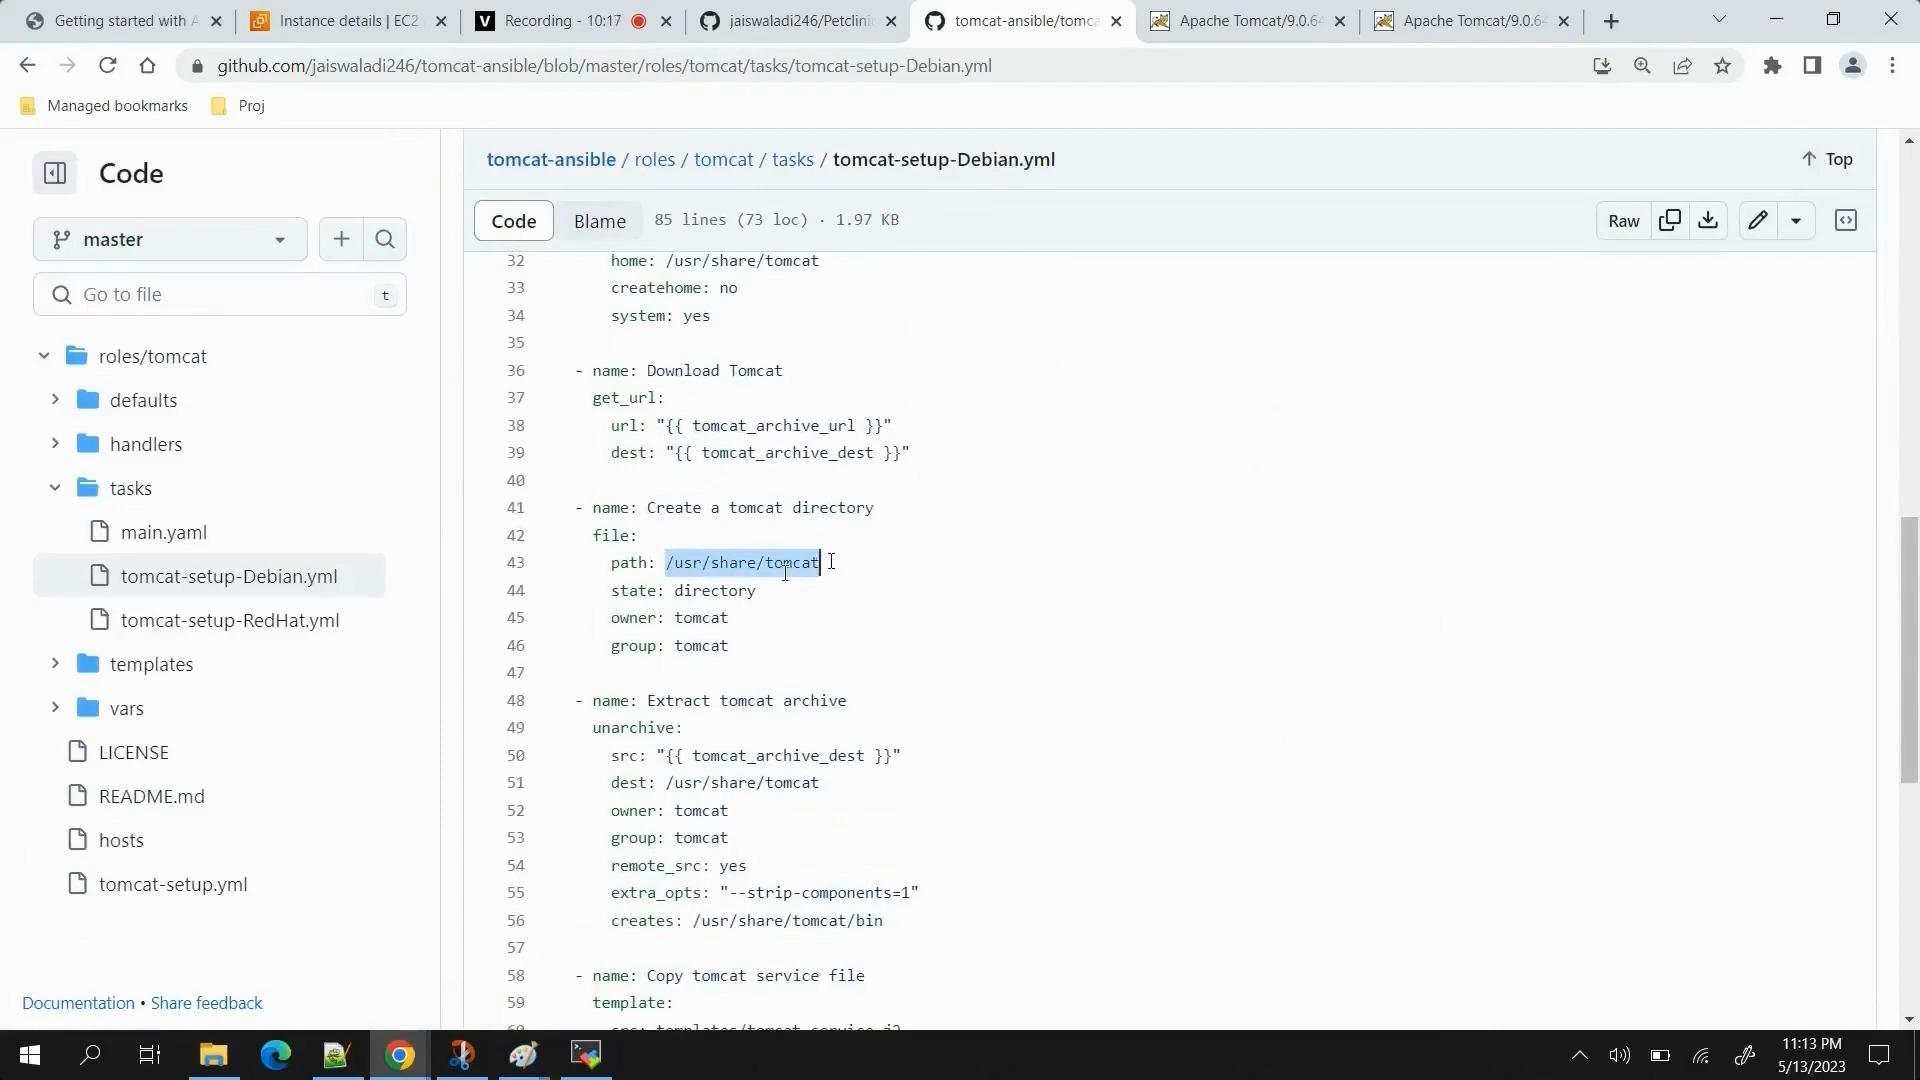 Getting started with A
Instance details | EC2
Recording - 10:17
jaiswaladi246/Petclini
tomcat-ansible/tomca
Apache Tomcat/9.0.64
Apache Tomcat/9.0.64
github.com/jaiswaladi246/tomcat-ansible/blob/master/roles/tomcat/tasks/tomcat-setup-Debian.yml
Managed bookmarks
Proj
Code
master
Go to file
t
roles/tomcat
defaults
handlers
tasks
main.yaml
tomcat-setup-Debian.yml
tomcat-setup-RedHat.yml
templates
vars
LICENSE
README.md
hosts
tomcat-setup.yml
Documentation • Share feedback
tomcat-ansible / roles / tomcat / tasks / tomcat-setup-Debian.yml
Top
Code
Blame
85 lines (73 loc) · 1.97 KB
Raw
32 home: /usr/share/tomcat
33 createhome: no
34 system: yes
35
36 - name: Download Tomcat
37 get_url:
38 url: "{{ tomcat_archive_url }}"
39 dest: "{{ tomcat_archive_dest }}"
40
41 - name: Create a tomcat directory
42 file:
43 path: /usr/share/tomcat
44 state: directory
45 owner: tomcat
46 group: tomcat
47
48 - name: Extract tomcat archive
49 unarchive:
50 src: "{{ tomcat_archive_dest }}"
51 dest: /usr/share/tomcat
52 owner: tomcat
53 group: tomcat
54 remote_src: yes
55 extra_opts: "--strip-components=1"
56 creates: /usr/share/tomcat/bin
57
58 - name: Copy tomcat service file
59 template:
60 src: templates/tomcat.service.j2
11:13 PM
5/13/2023